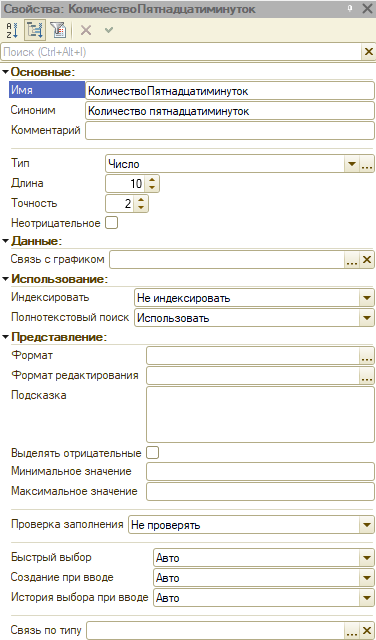 Свойства: КоличествоПятнадцатиминуток
Поиск (Ctrl+Alt+I)
Основные:
Имя КоличествоПятнадцатиминуток
Синоним Количество пятнадцатиминуток
Комментарий
Тип Число
Длина 10
Точность 2
Неотрицательное
Данные:
Связь с графиком
Использование:
Индексировать Не индексировать
Полнотекстовый поиск Использовать
Представление:
Формат
Формат редактирования
Подсказка
Выделять отрицательные
Минимальное значение
Максимальное значение
Проверка заполнения Не проверять
Быстрый выбор Авто
Создание при вводе Авто
История выбора при вводе Авто
Связь по типу